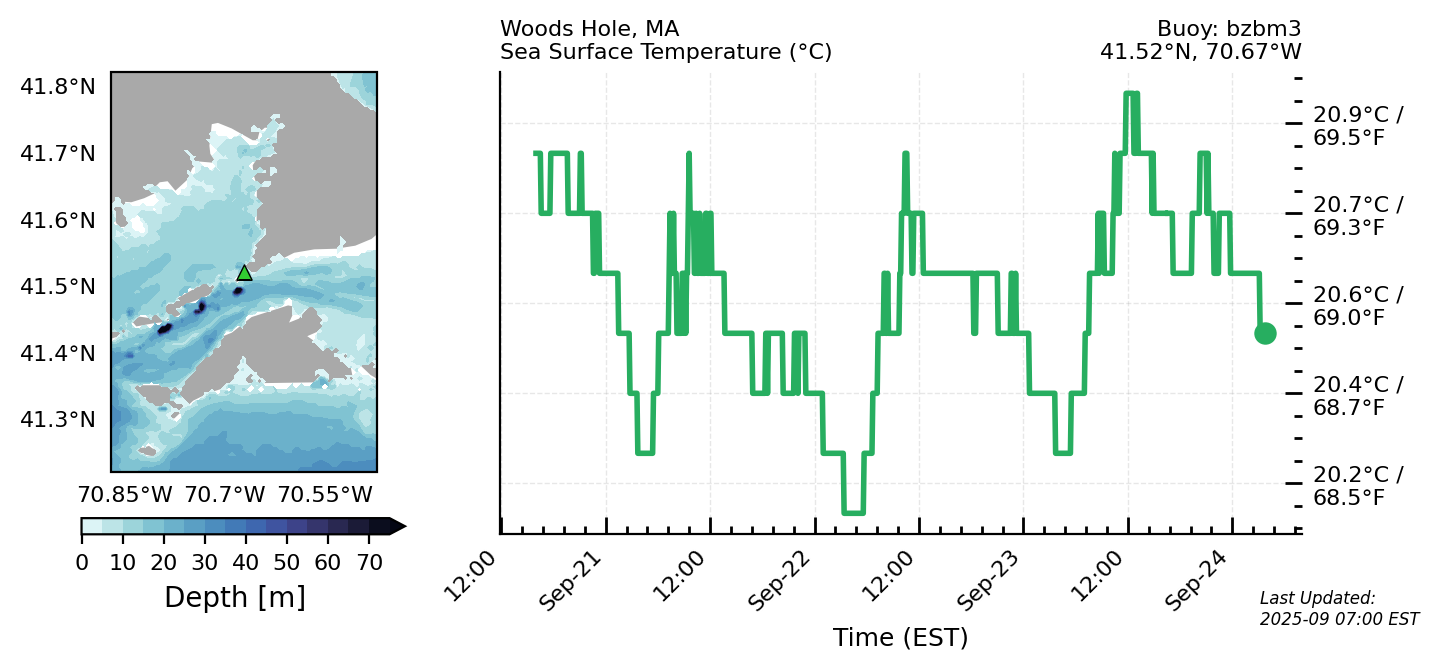 Woods Hole, MA
Sea Surface Temperature (°C)
Buoy: bzbm3
41.52°N, 70.67°W
41.8°N
41.7°N
41.6°N
41.5°N
41.4°N
41.3°N
70.85°W 70.7°W 70.55°W
0 10 20 30 40 50 60 70
Depth [m]
20.9°C /
69.5°F
20.7°C /
69.3°F
20.6°C /
69.0°F
20.4°C /
68.7°F
20.2°C /
68.5°F
12:00 Sep-21 12:00 Sep-22 12:00 Sep-23 12:00 Sep-24
Time (EST)
Last Updated:
2025-09 07:00 EST